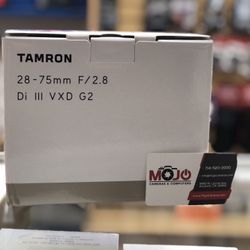 TAMRON
28-75mm F/2.8
Di III VXD G2
MOJO
CAMERAS & COMPUTERS